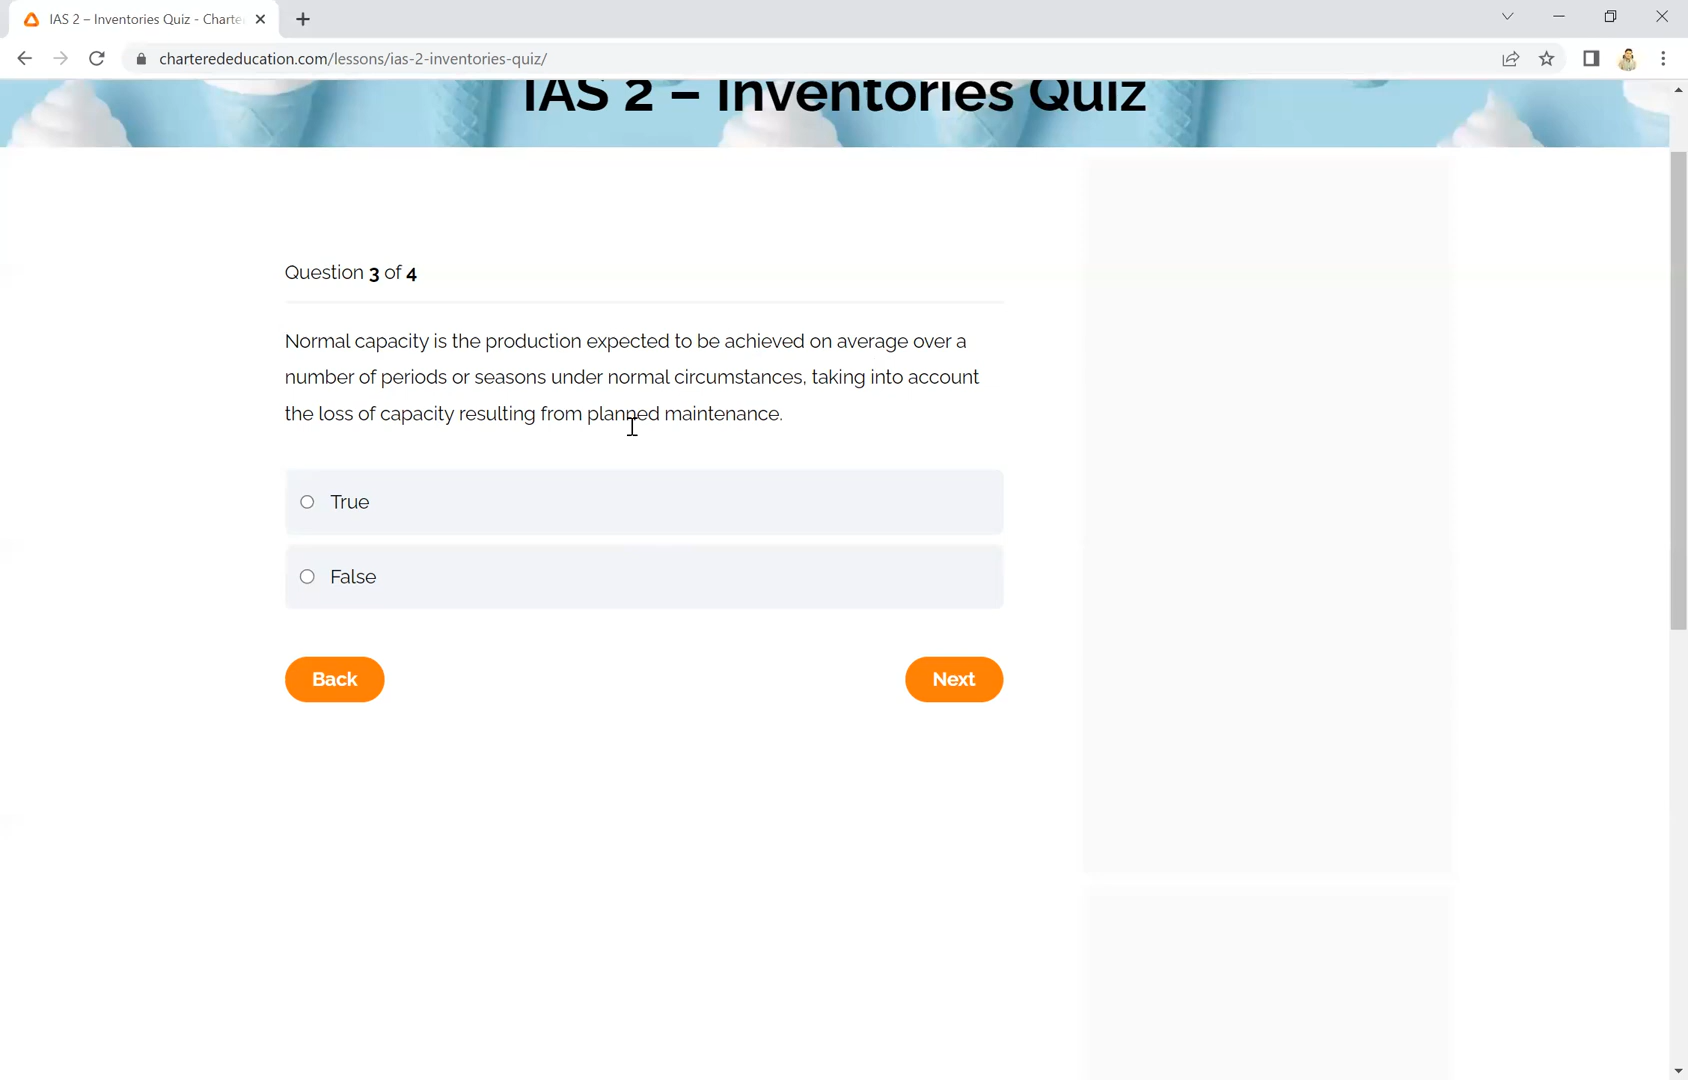 IAS 2 – Inventories Quiz - Charte
chartereducation.com/lessons/ias-2-inventories-quiz/
IAS 2 – Inventories Quiz
Question 3 of 4
Normal capacity is the production expected to be achieved on average over a
number of periods or seasons under normal circumstances, taking into account
the loss of capacity resulting from planned maintenance.
True
False
Back
Next